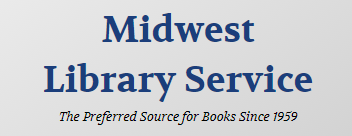 Midwest
Library Service
The Preferred Source for Books Since 1959